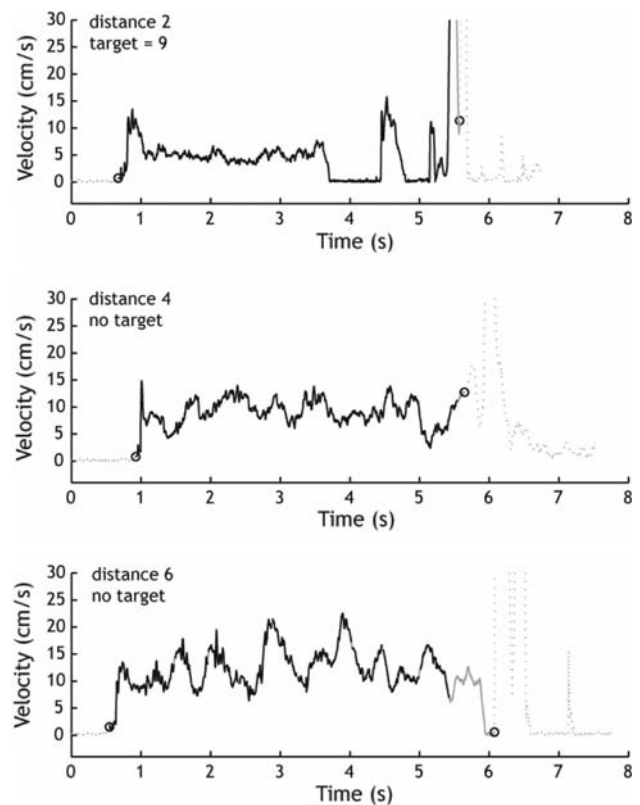 distance 2
target = 9
Velocity (cm/s)
30
25
20
15
10
5
0
0 1 2 3 4 5 6 7 8
Time (s)
distance 4
no target
Velocity (cm/s)
30
25
20
15
10
5
0
0 1 2 3 4 5 6 7 8
Time (s)
distance 6
no target
Velocity (cm/s)
30
25
20
15
10
5
0
0 1 2 3 4 5 6 7 8
Time (s)